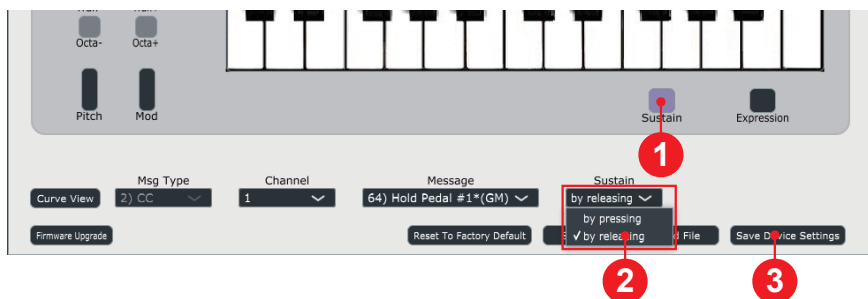 Octa-
Octa+
Pitch
Mod
Sustain
Expression
1
Msg Type
Channel
Message
Sustain
Curve View
2) CC
1
64) Hold Pedal #1*(GM)
by releasing
by pressing
✓ by releasing
Firmware Upgrade
Reset To Factory Default
File
Save Device Settings
2
3